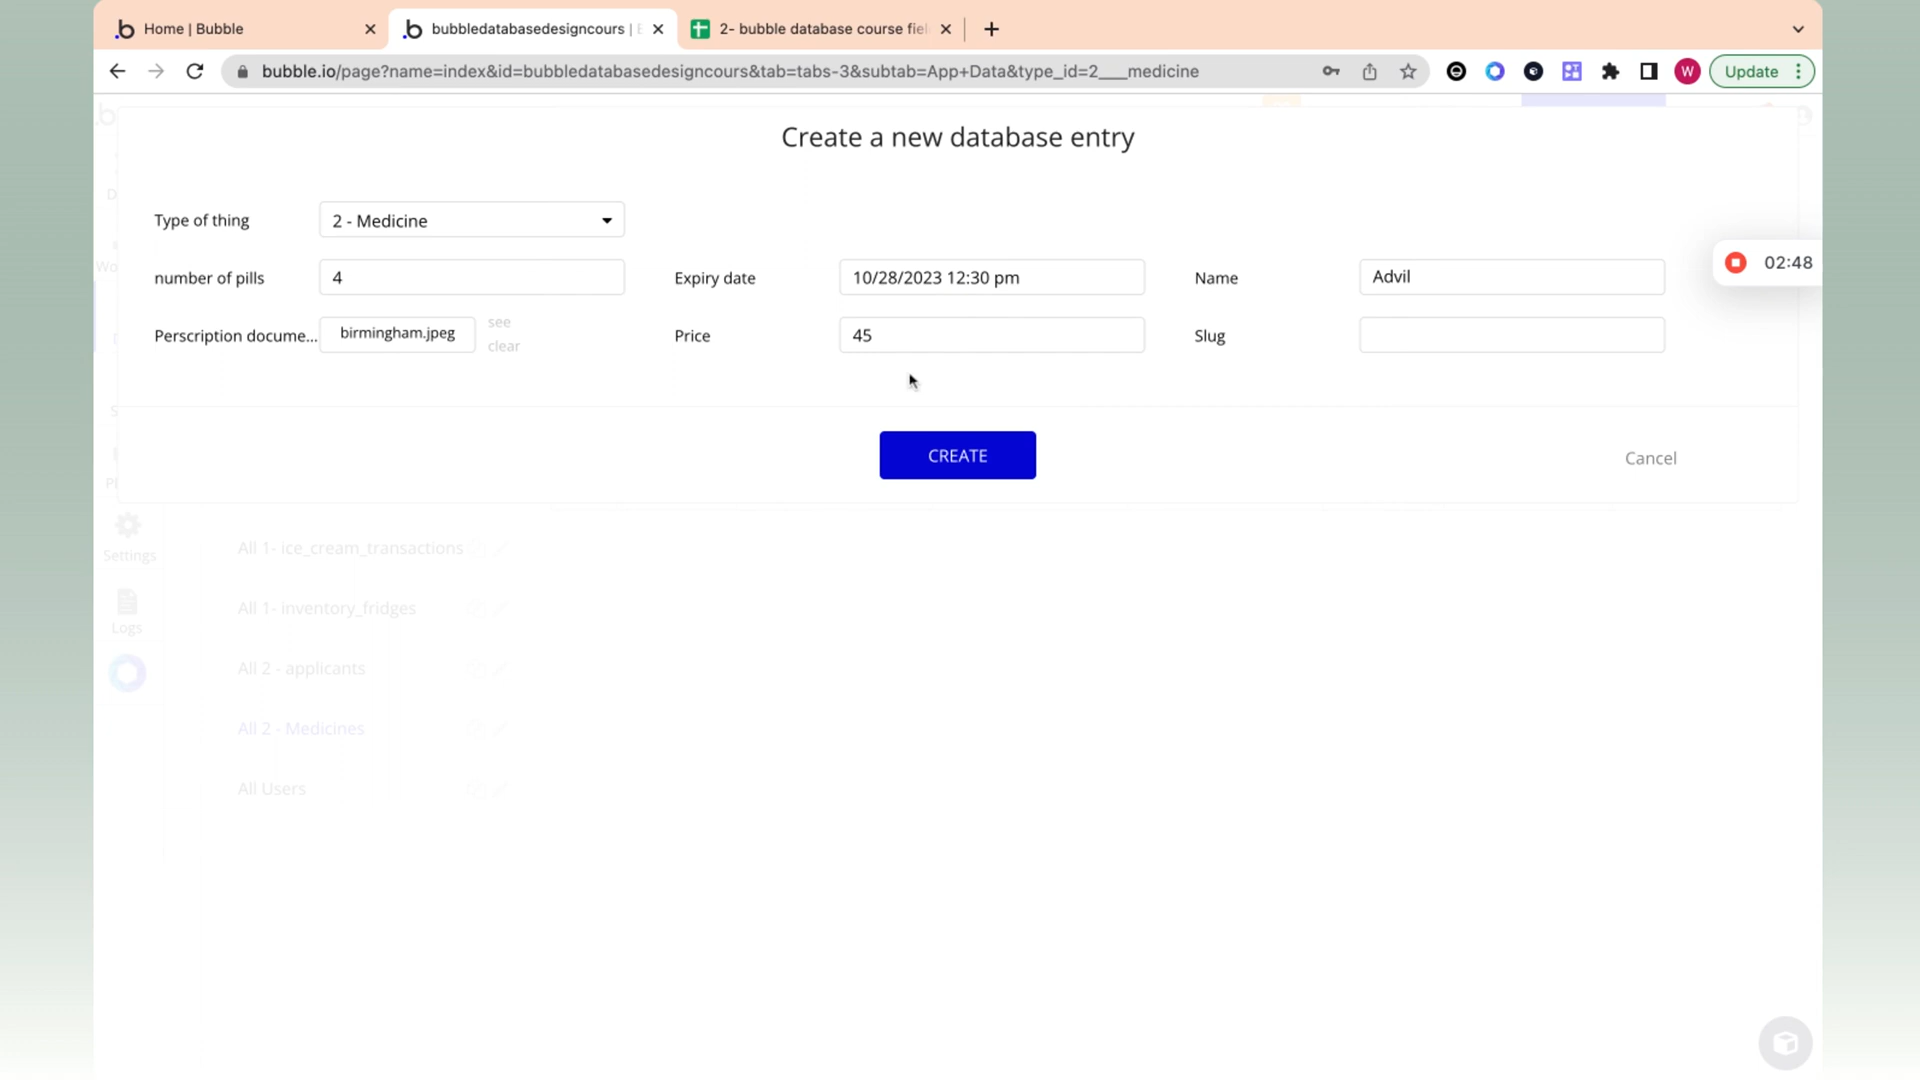 Home | Bubble
bubbledatabasedesigncours |
2- bubble database course fiel
bubble.io/page?name=index&id=bubbledatabasedesigncours&tab=tabs-3&subtab=App+Data&type_id=2___medicine
W
Update
Create a new database entry
Type of thing
2 - Medicine
02:48
number of pills
4
Expiry date
10/28/2023 12:30 pm
Name
Advil
Perscription docume...
birmingham.jpeg
see
clear
Price
45
Slug
CREATE
Cancel
Settings
All 1- ice_cream_transactions
All 1- inventory_fridges
Logs
All 2 - applicants
All 2 - Medicines
All Users